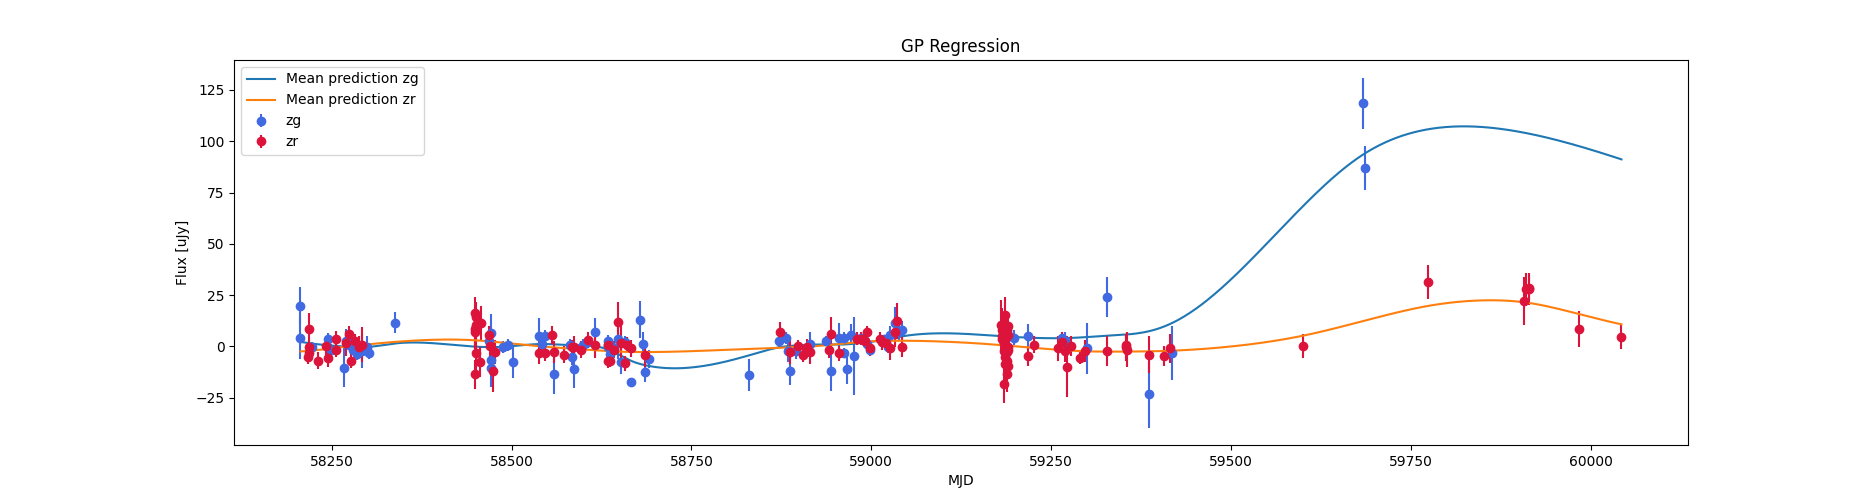 GP Regression
Mean prediction zg
Mean prediction zr
zg
zr
Flux [uJy]
125
100
75
50
25
0
−25
58250
58500
58750
59000
59250
59500
59750
60000
MJD